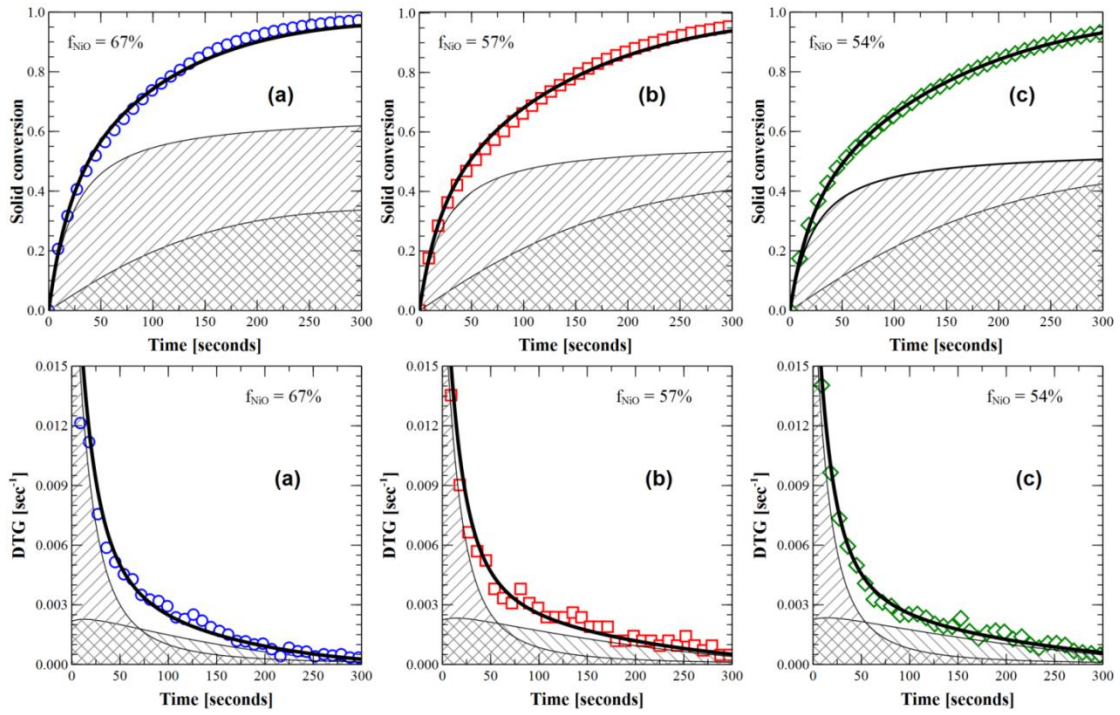 1.0
0.8
0.6
0.4
0.2
0.0
Solid conversion
f_NiO = 67%
(a)
0 50 100 150 200 250 300
Time [seconds]
1.0
0.8
0.6
0.4
0.2
0.0
Solid conversion
f_NiO = 57%
(b)
0 50 100 150 200 250 300
Time [seconds]
1.0
0.8
0.6
0.4
0.2
0.0
Solid conversion
f_NiO = 54%
(c)
0 50 100 150 200 250 300
Time [seconds]
0.015
0.012
0.009
0.006
0.003
0.000
DTG [sec⁻¹]
f_NiO = 67%
(a)
0 50 100 150 200 250 300
Time [seconds]
0.015
0.012
0.009
0.006
0.003
0.000
DTG [sec⁻¹]
f_NiO = 57%
(b)
0 50 100 150 200 250 300
Time [seconds]
0.015
0.012
0.009
0.006
0.003
0.000
DTG [sec⁻¹]
f_NiO = 54%
(c)
0 50 100 150 200 250 300
Time [seconds]